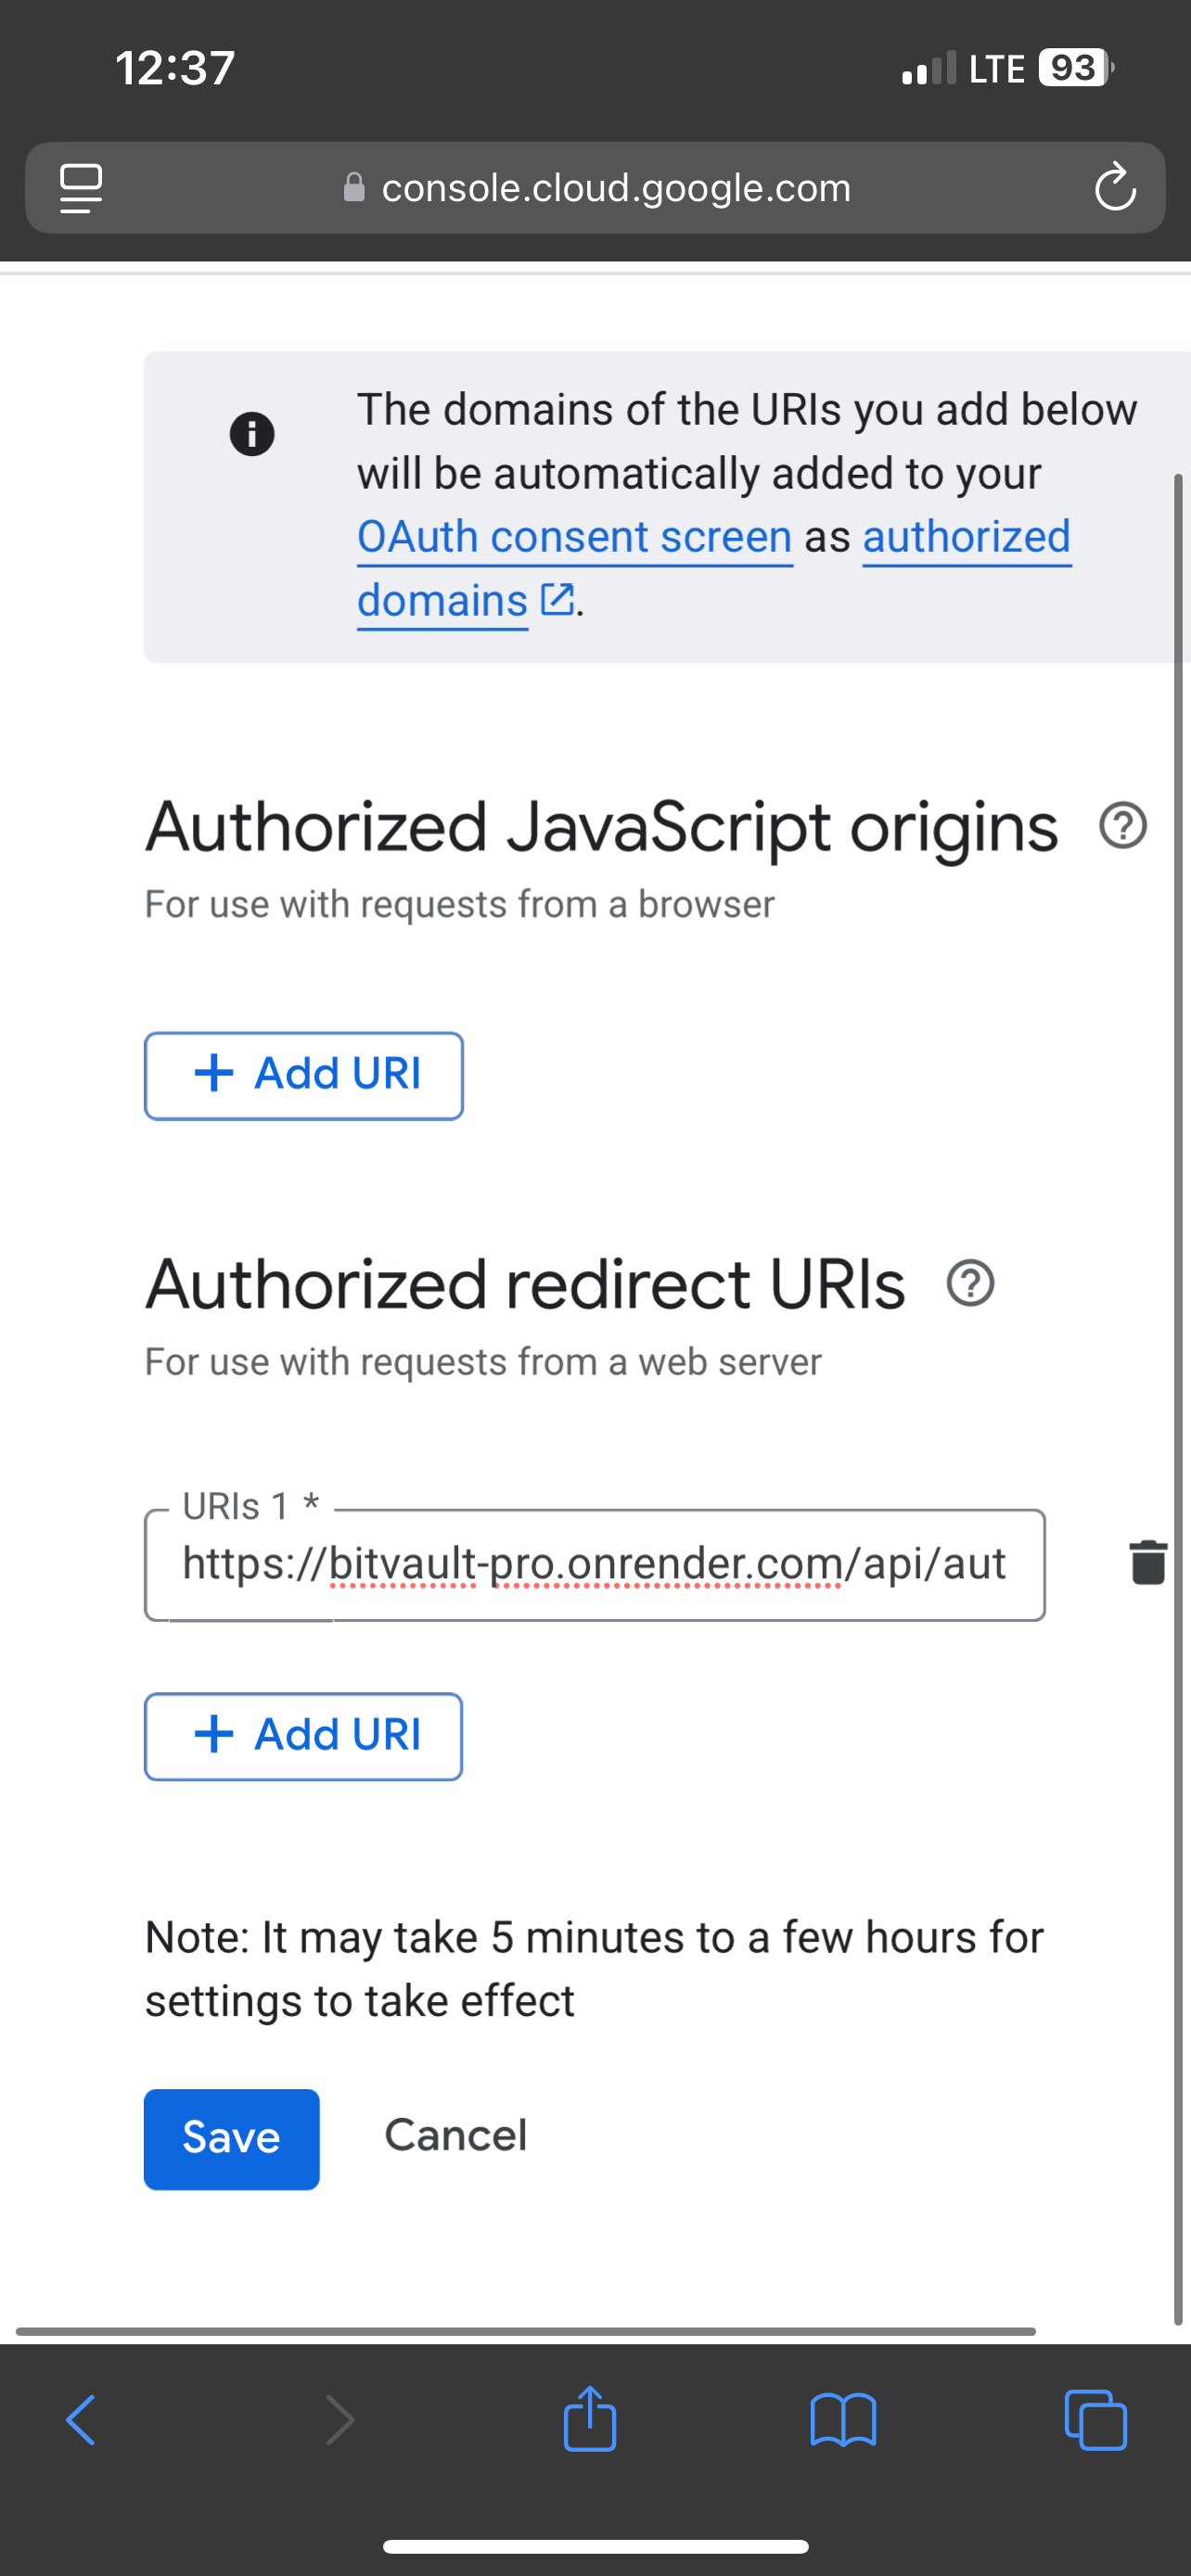 12:37
LTE 93
console.cloud.google.com
The domains of the URIs you add below
will be automatically added to your
OAuth consent screen as authorized
domains.
Authorized JavaScript origins
For use with requests from a browser
+ Add URI
Authorized redirect URIs
For use with requests from a web server
URIs 1 *
https://bitvault-pro.onrender.com/api/aut
+ Add URI
Note: It may take 5 minutes to a few hours for
settings to take effect
Save Cancel